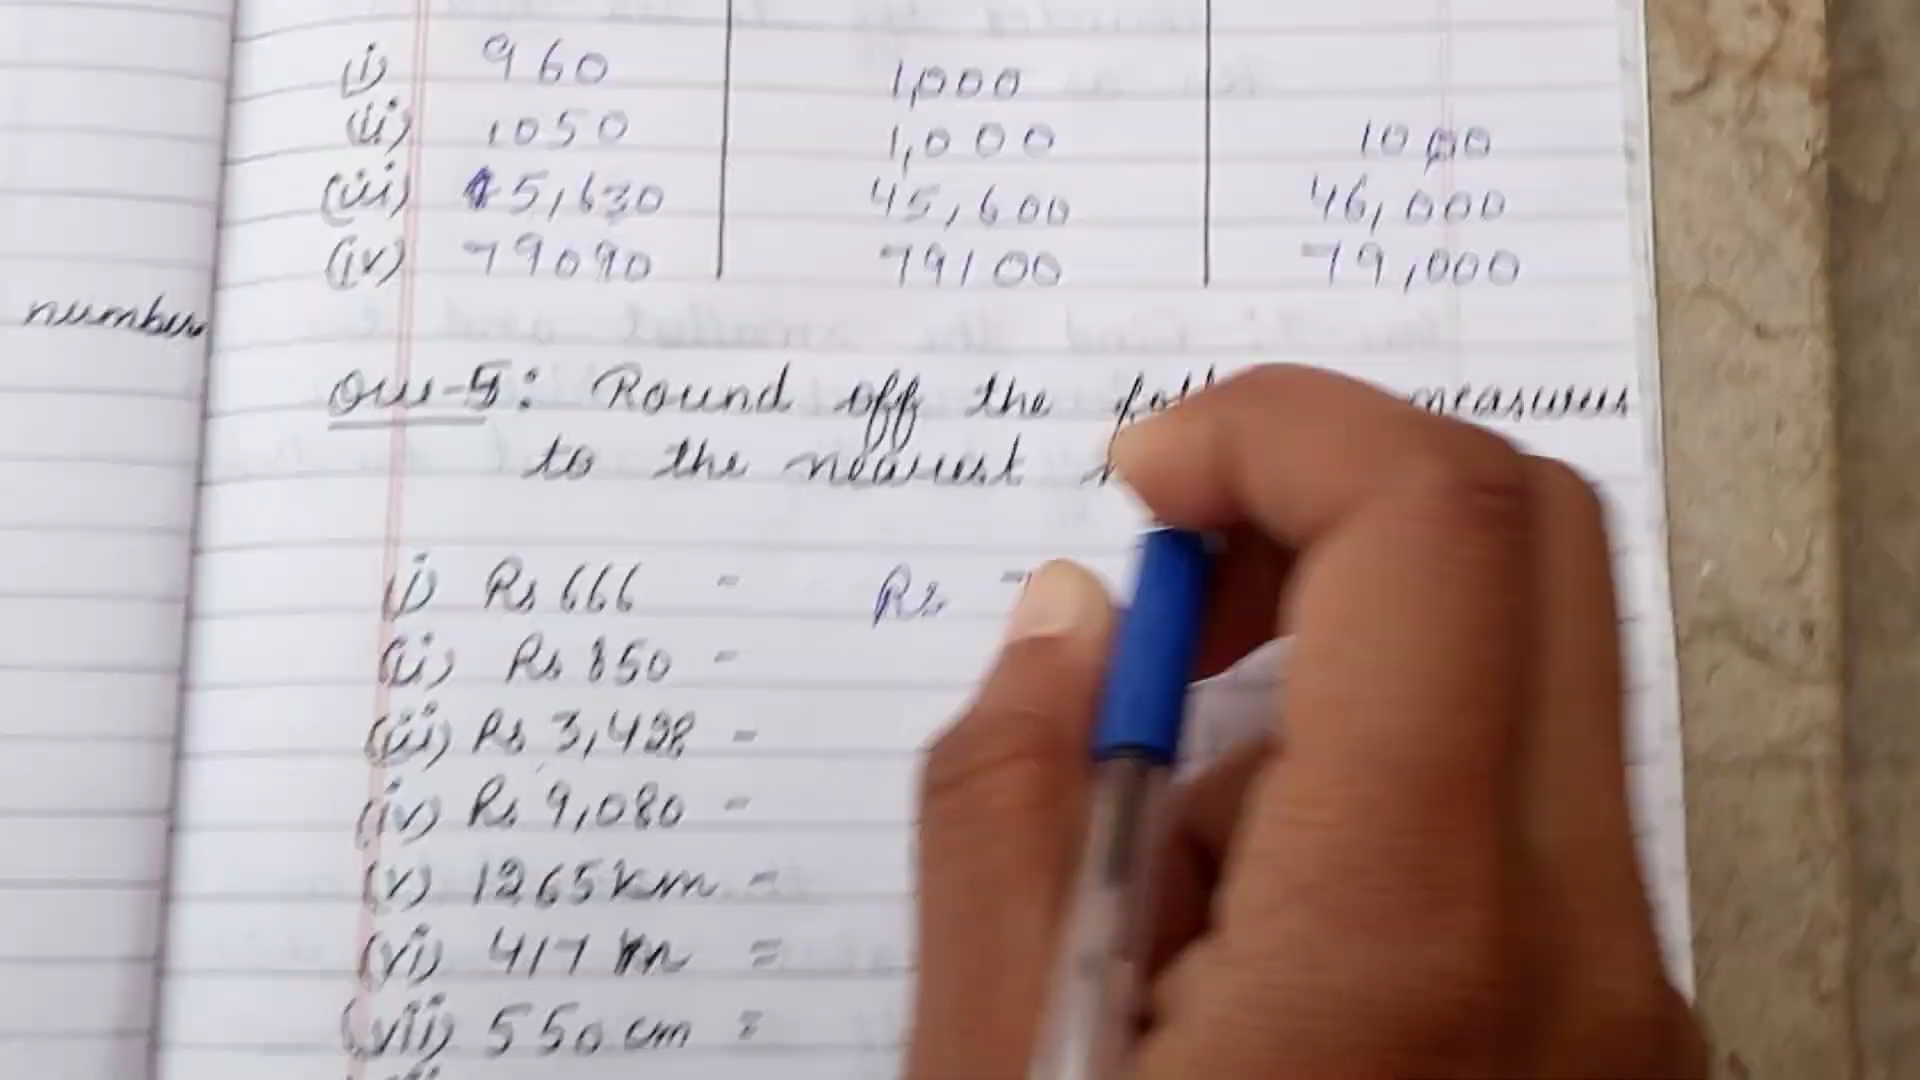 (i) 960 1,000
(ii) 1050 1,000 1000
(iii) 45,630 45,600 46,000
(iv) 79090 79100 79,000
number
Que-5: Round off the measures
to the nearest
(i) Rs 666 - Rs
(ii) Rs 850 -
(iii) Rs 3,428 -
(iv) Rs 9,080 -
(v) 1265 km -
(vi) 417 m =
(vii) 550 cm =